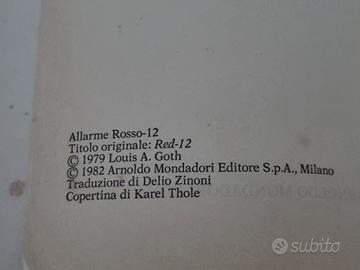 Allarme Rosso-12
Titolo originale: Red-12
© 1979 Louis A. Goth
© 1982 Arnoldo Mondadori Editore S.p.A., Milano
Traduzione di Delio Zinoni
Copertina di Karel Thole
subito